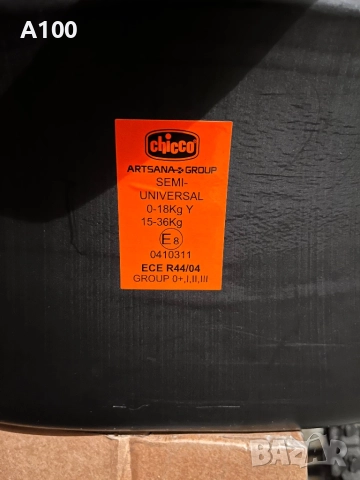 A100
chicco
ARTSANA GROUP
SEMI-
UNIVERSAL
0-18Kg Y
15-36Kg
E8
0410311
ECE R44/04
GROUP 0+,I,II,III
BAZAR